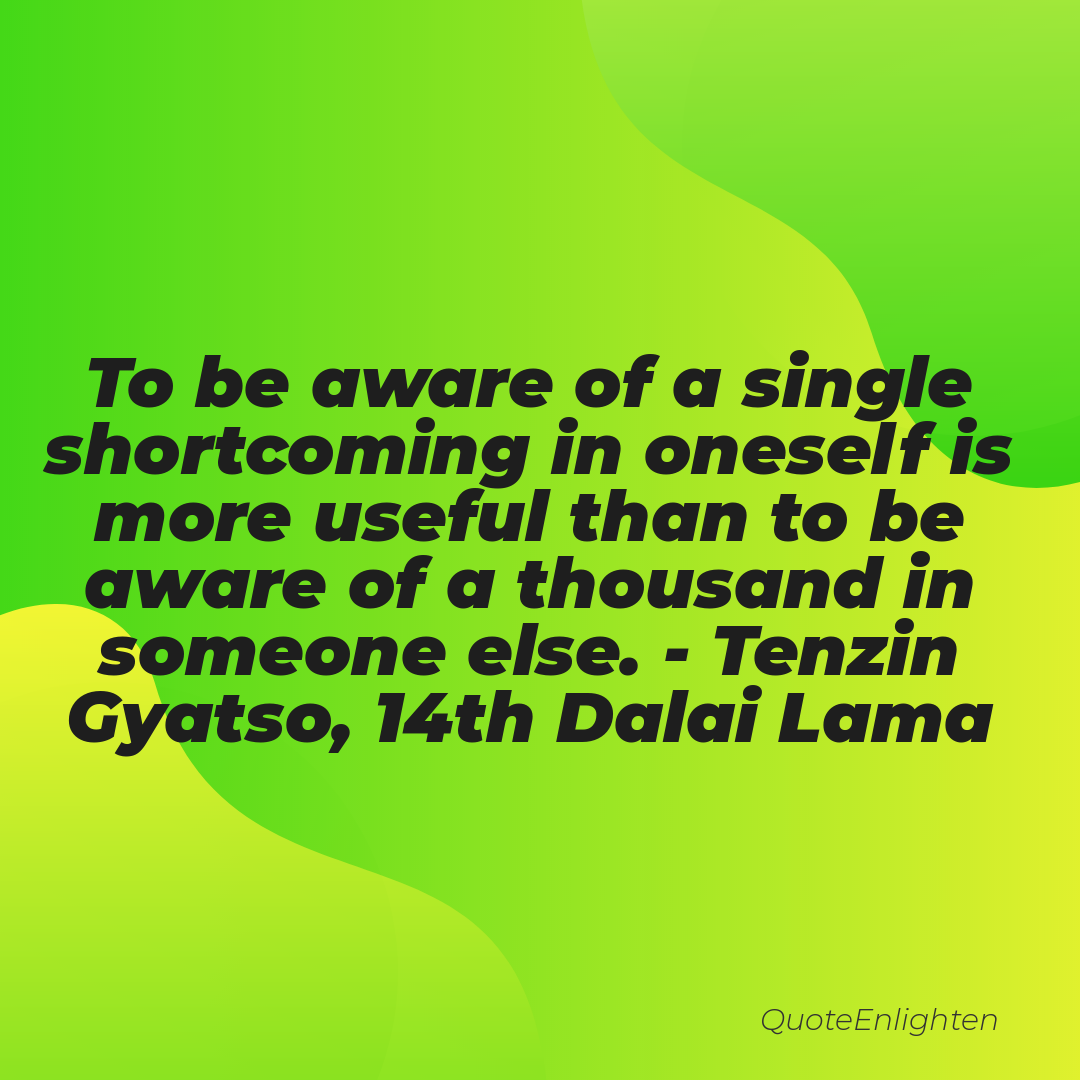 To be aware of a single
shortcoming in oneself is
more useful than to be
aware of a thousand in
someone else. - Tenzin
Gyatso, 14th Dalai Lama
QuoteEnlighten